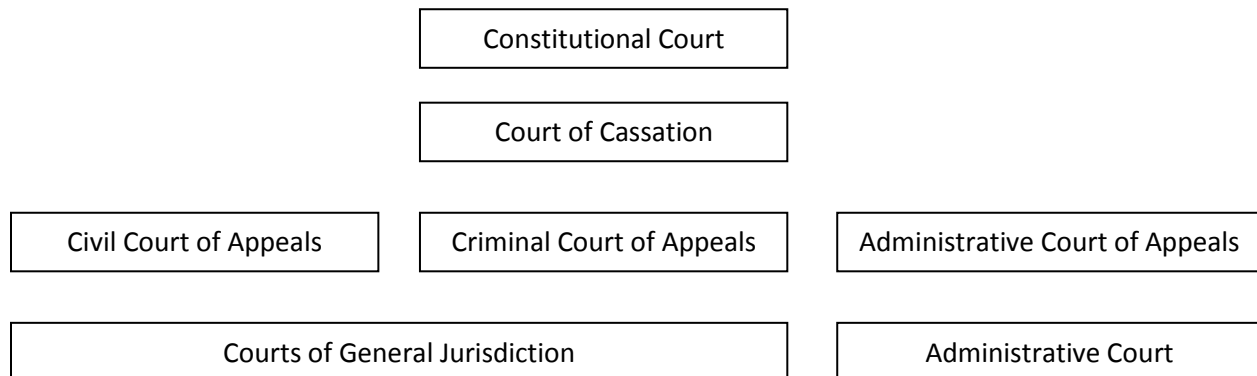 Constitutional Court
Court of Cassation
Civil Court of Appeals
Criminal Court of Appeals
Administrative Court of Appeals
Courts of General Jurisdiction
Administrative Court